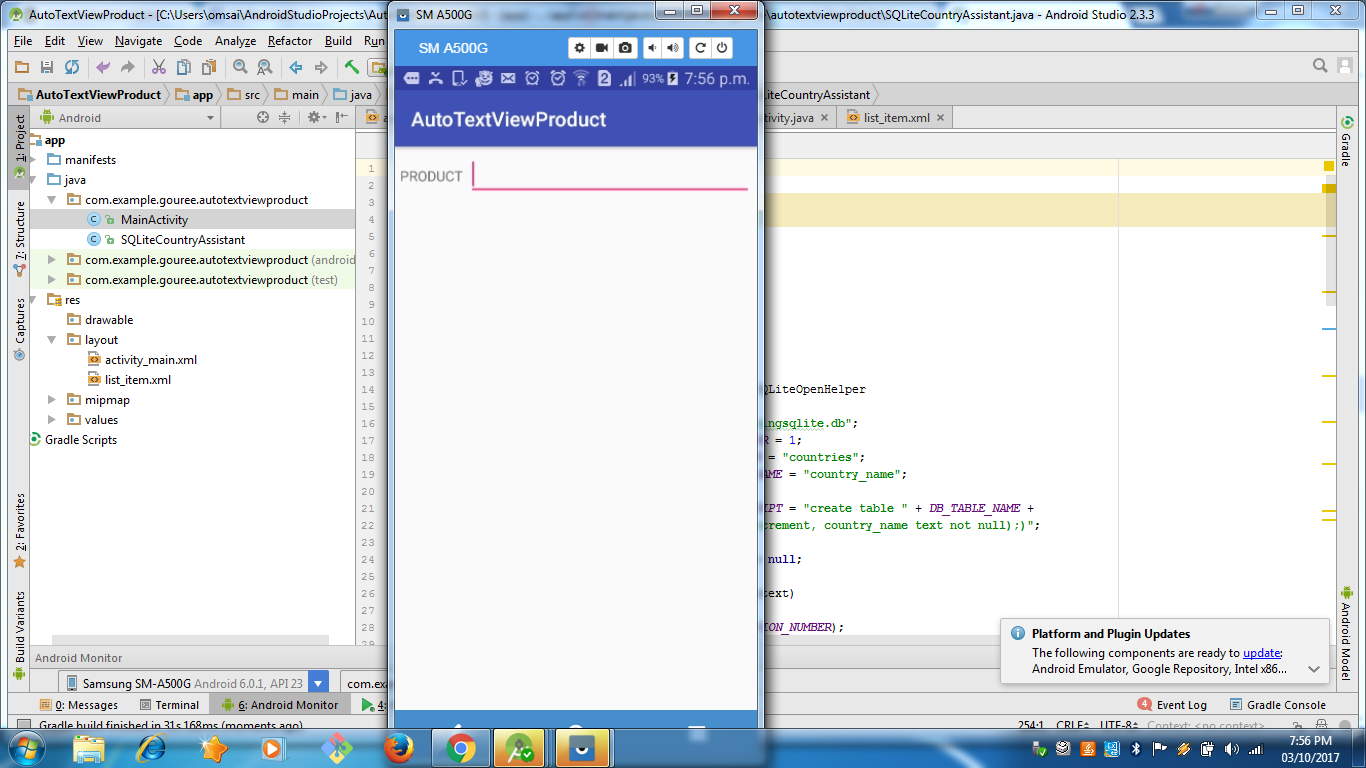 AutoTextViewProduct - [C:\Users\omsai\AndroidStudioProjects\Aut
SM A500G
\autotextviewproduct\SQLiteCountryAssistant.java - Android Studio 2.3.3
File Edit View Navigate Code Analyze Refactor Build Run
SM A500G
93% 7:56 p.m.
2
AutoTextViewProduct app src main java
LiteCountryAssistant
Android
tivity.java
list_item.xml
AutoTextViewProduct
PRODUCT
1: Project
7: Structure
Captures
2: Favorites
Build Variants
app
manifests
java
com.example.gouree.autotextviewproduct
MainActivity
SQLiteCountryAssistant
com.example.gouree.autotextviewproduct (android
com.example.gouree.autotextviewproduct (test)
res
drawable
layout
activity_main.xml
list_item.xml
mipmap
values
Gradle Scripts
1
2
3
4
5
6
7
8
9
10
11
12
13
14 QLiteOpenHelper
15
16 ingsqlite.db";
17 R = 1;
18 = "countries";
19 AME = "country_name";
20
21 IPT = "create table " + DB_TABLE_NAME +
22 crement, country_name text not null);)";
23
24 null;
25
26 text)
27
28 ION_NUMBER);
29
Gradle
Android Model
Platform and Plugin Updates
The following components are ready to update:
Android Emulator, Google Repository, Intel x86...
Android Monitor
Samsung SM-A500G Android 6.0.1, API 23
com.exa
0: Messages Terminal 6: Android Monitor 4:
4 Event Log Gradle Console
Gradle build finished in 31s 168ms (moments ago)
254:1 CRLF UTF-8 Context: <no context>
7:56 PM
03/10/2017